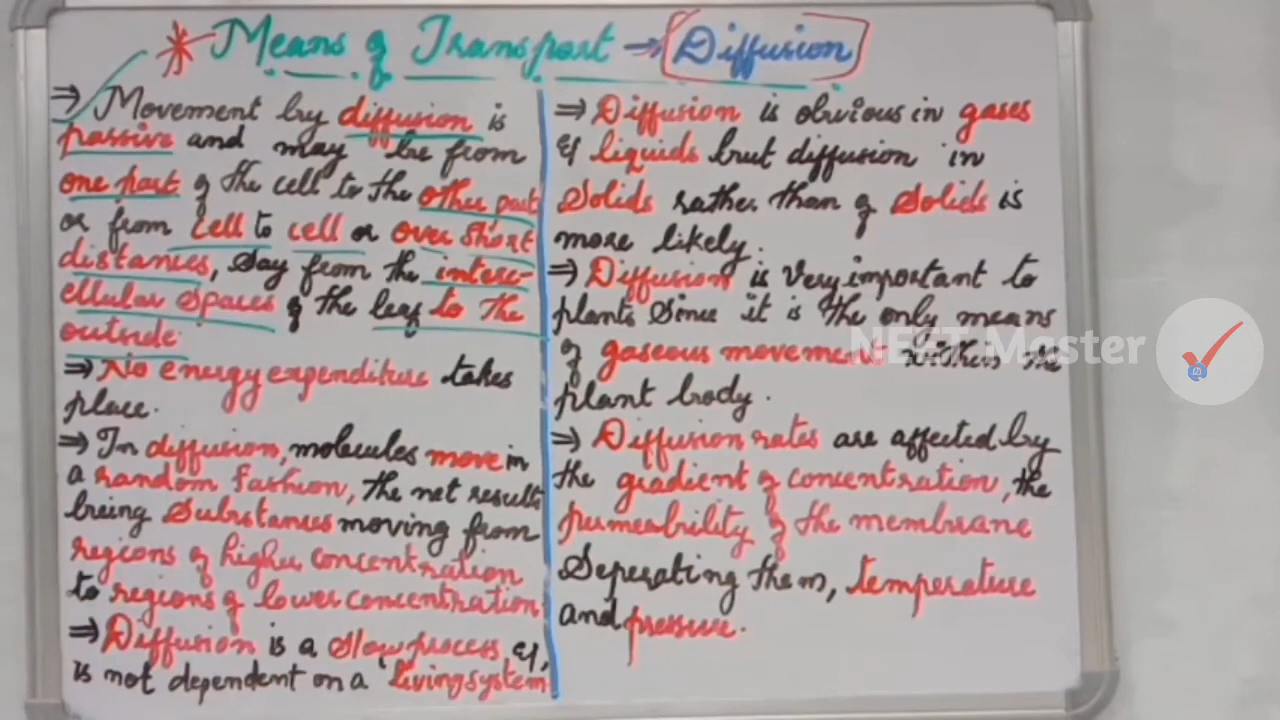 Means of Transport → Diffusion
⇒ Movement by diffusion is
passive and may be from
one part of the cell to the other part
or from cell to cell or over short
distances, say from the inter-
cellular spaces of the leaf to the
outside.
⇒ No energy expenditure takes
place.
⇒ In diffusion, molecules move in
a random fashion, the net results
being substances moving from
regions of higher concentration
to regions of lower concentration
⇒ Diffusion is a slow process &
is not dependent on a 'living system
⇒ Diffusion is obvious in gases
& liquids but diffusion in
Solids rather than of Solids is
more likely.
⇒ Diffusion is very important to
plants since it is the only means
of gaseous movement within the
plant body.
⇒ Diffusion rates are affected by
the gradient of concentration, the
permeability of the membrane
Seperating them, temperature
and pressure.
NEET Master